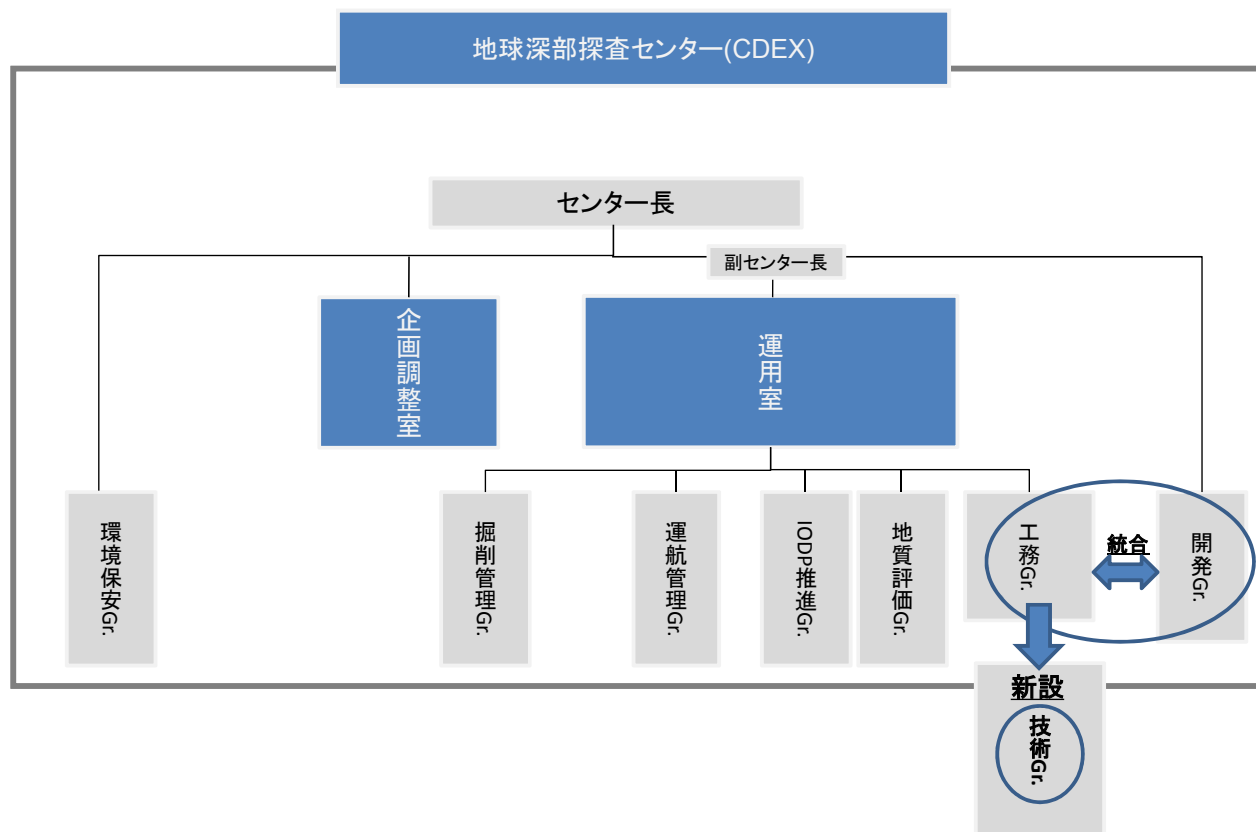 地球深部探査センター(CDEX)
センター長
副センター長
企画調整室
運用室
環境保安Gr.
掘削管理Gr.
運航管理Gr.
IODP推進Gr.
地質評価Gr.
工務Gr.
統合
開発Gr.
新設
技術Gr.